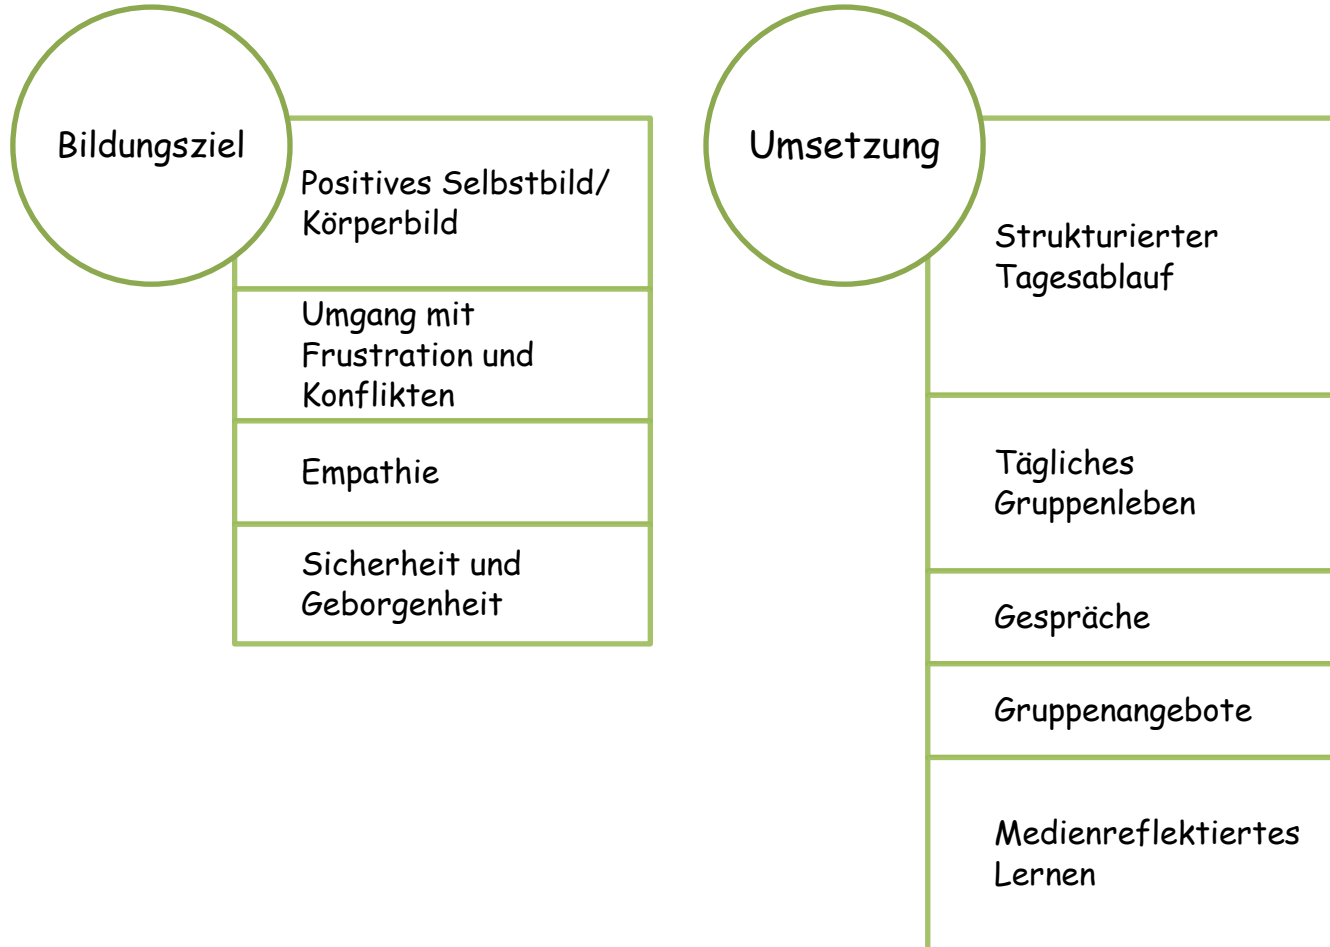 Bildungsziel
Positives Selbstbild/
Körperbild
Umgang mit
Frustration und
Konflikten
Empathie
Sicherheit und
Geborgenheit
Umsetzung
Strukturierter
Tagesablauf
Tägliches
Gruppenleben
Gespräche
Gruppenangebote
Medienreflektiertes
Lernen